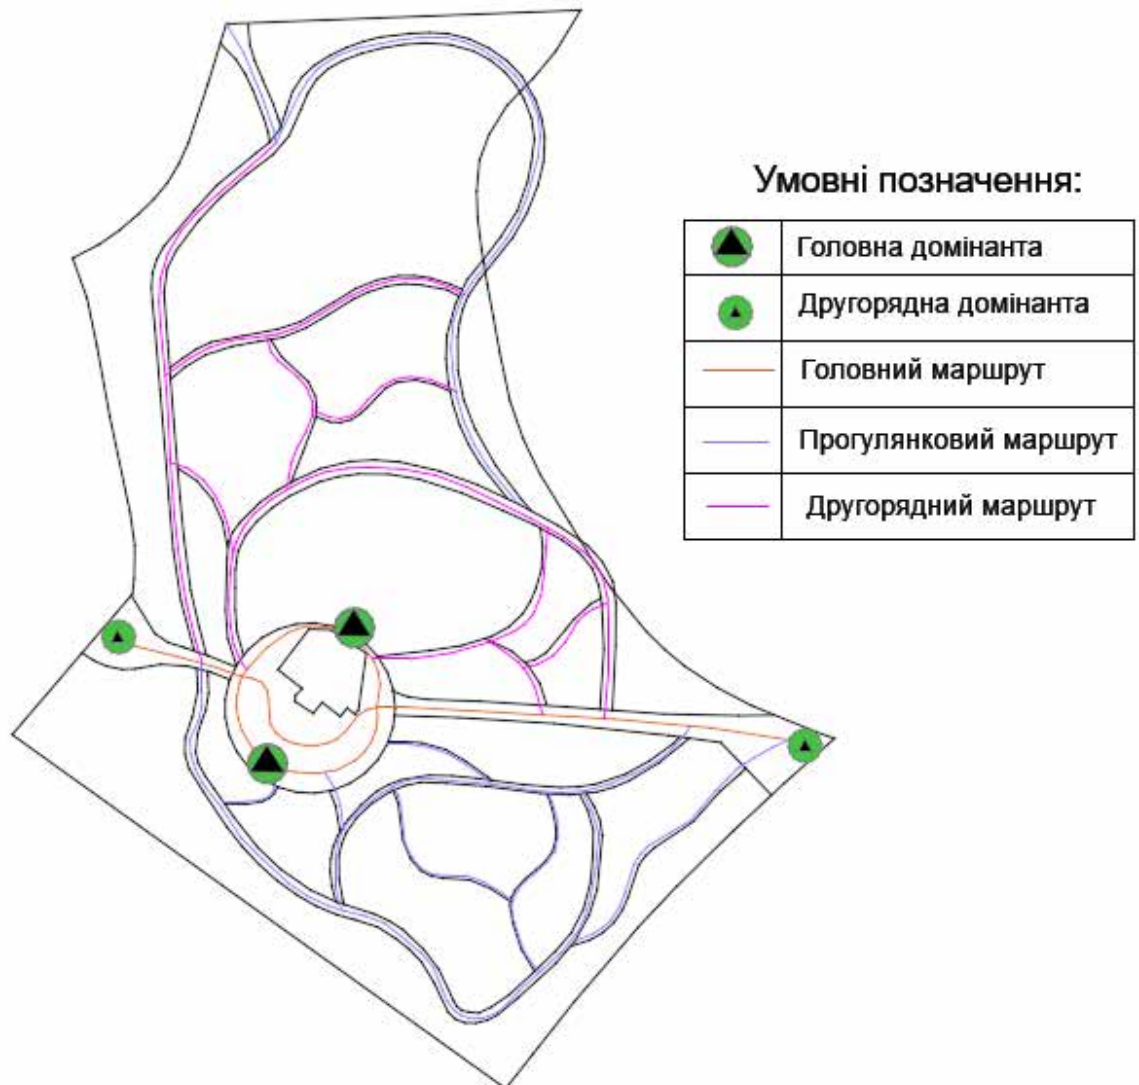 Умовні позначення:
Головна домінанта
Другорядна домінанта
Головний маршрут
Прогулянковий маршрут
Другорядний маршрут